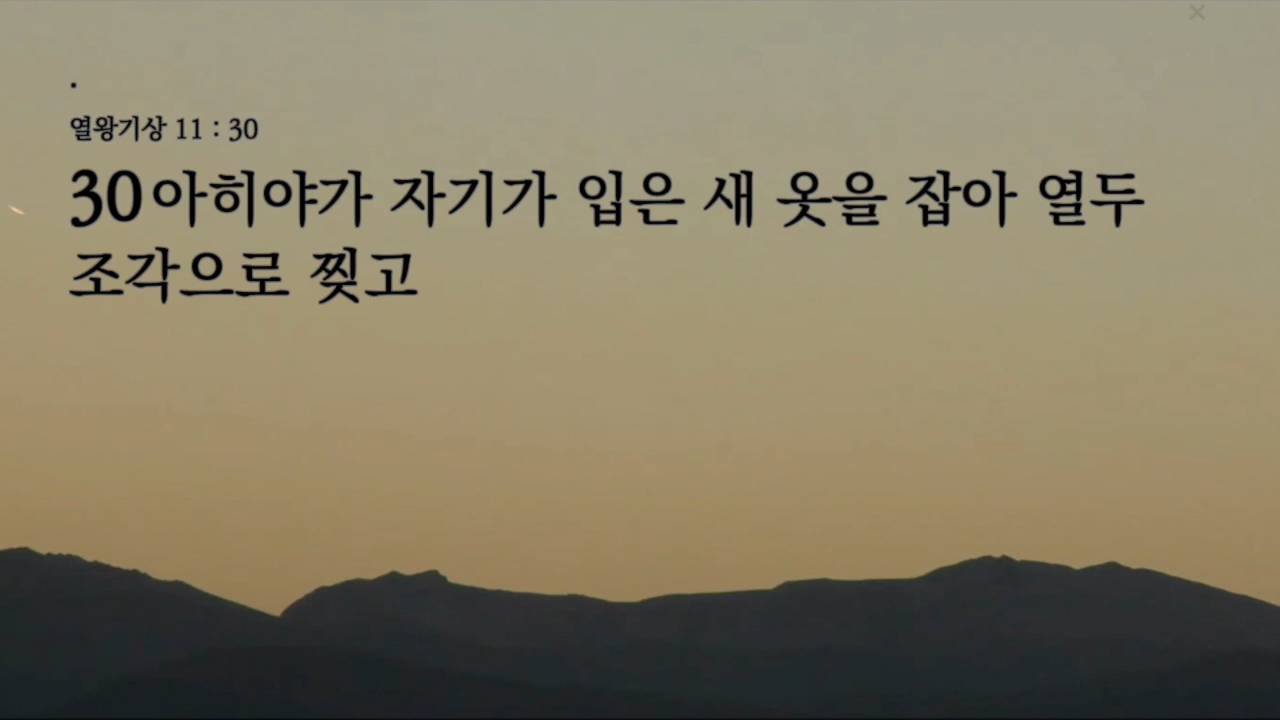 .
열왕기상 11 : 30
30 아히야가 자기가 입은 새 옷을 잡아 열두
조각으로 찢고